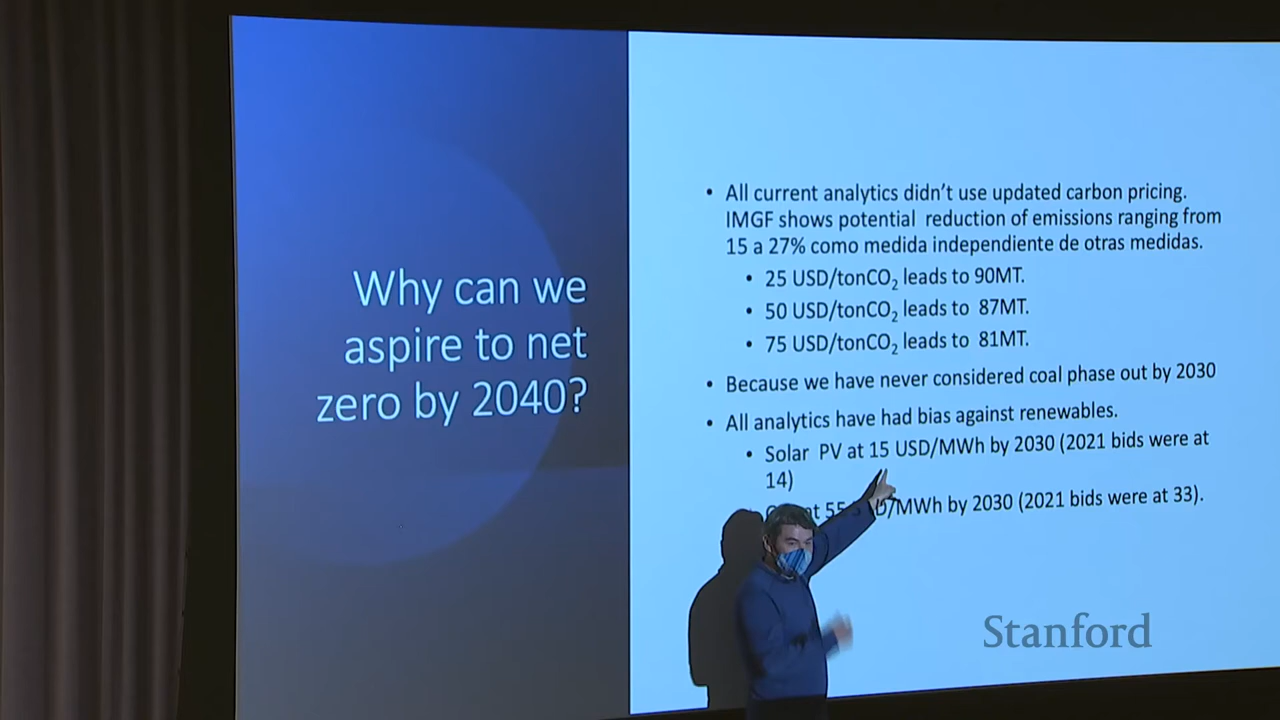 Why can we
aspire to net
zero by 2040?
• All current analytics didn't use updated carbon pricing.
IMGF shows potential reduction of emissions ranging from
15 a 27% como medida independiente de otras medidas.
• 25 USD/tonCO₂ leads to 90MT.
• 50 USD/tonCO₂ leads to 87MT.
• 75 USD/tonCO₂ leads to 81MT.
• Because we have never considered coal phase out by 2030
• All analytics have had bias against renewables.
• Solar PV at 15 USD/MWh by 2030 (2021 bids were at
14)
at 55 /MWh by 2030 (2021 bids were at 33).
Stanford